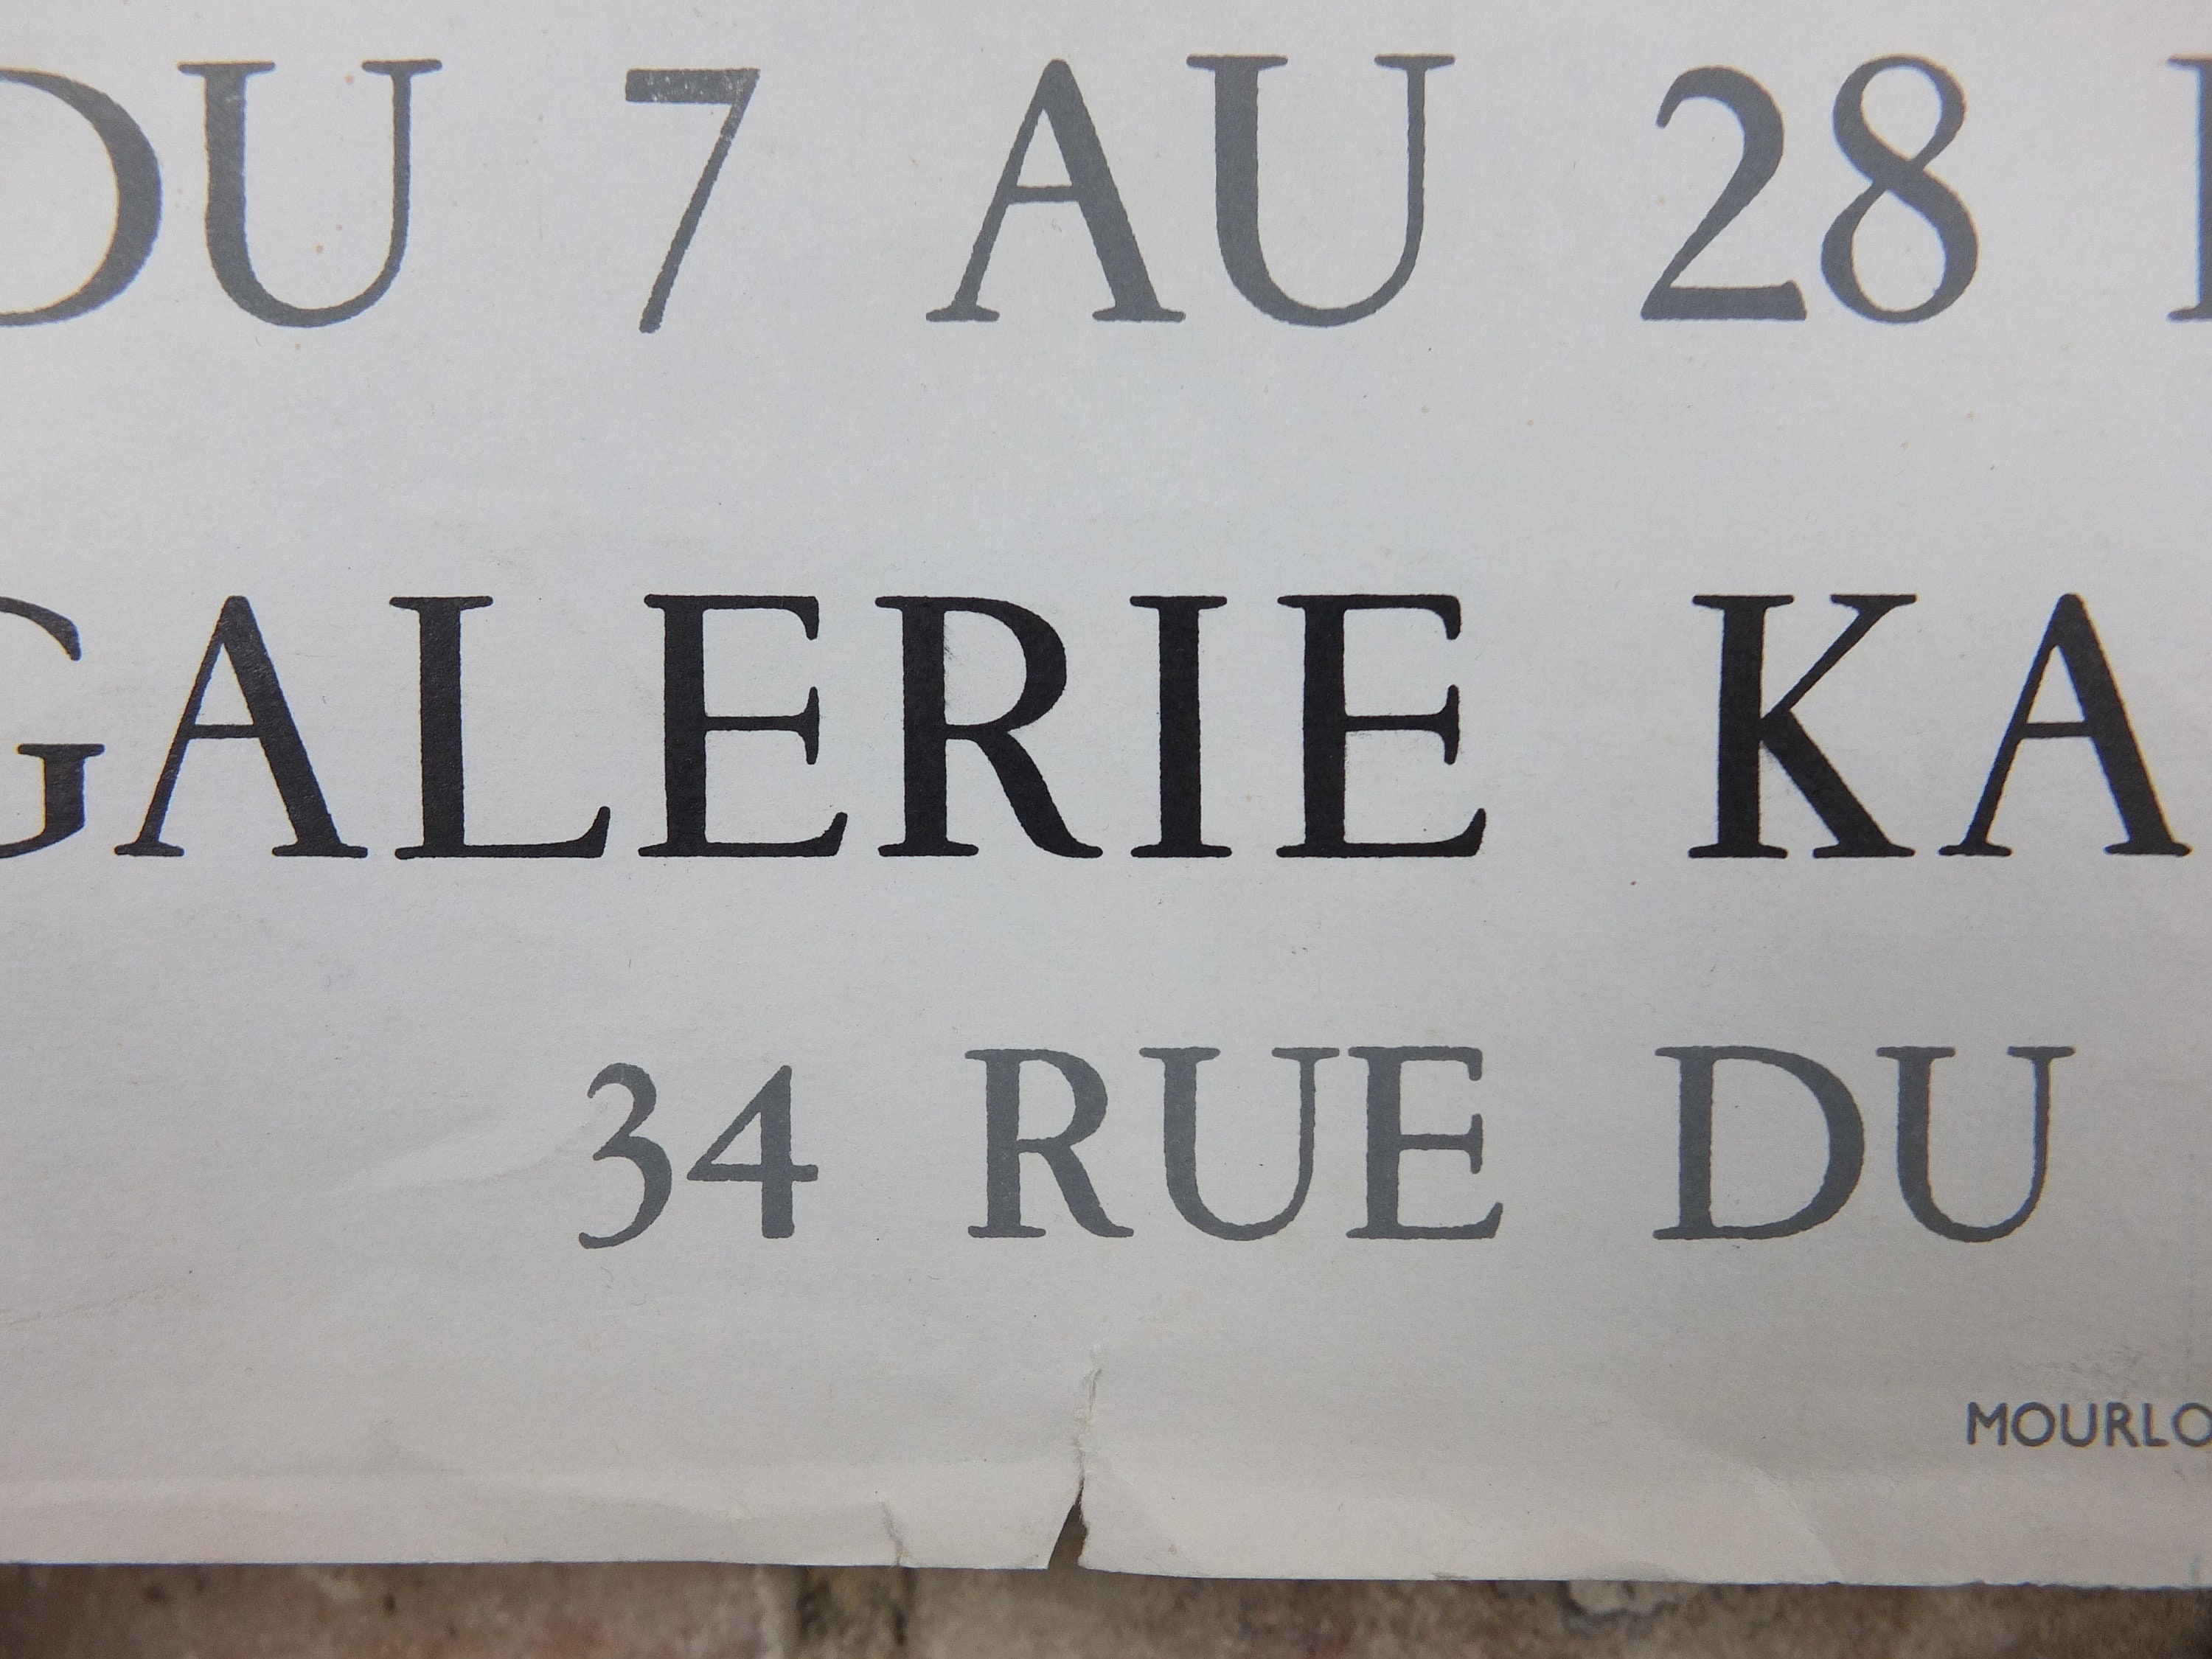 DU 7 AU 28
GALERIE KA
34 RUE DU
MOURLO